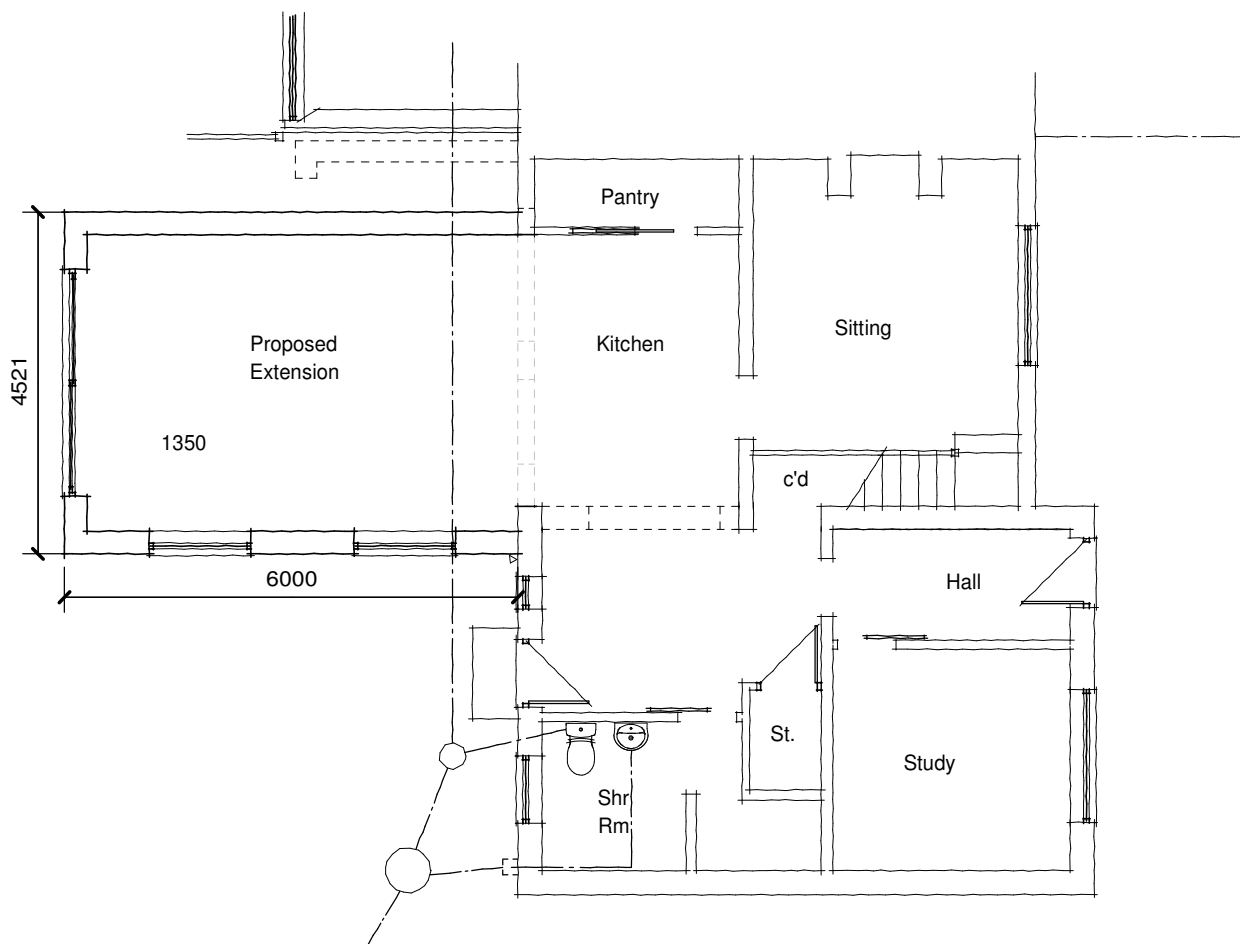 Pantry
Sitting
Proposed
Extension
Kitchen
4521
1350
c'd
6000
Hall
St.
Study
Shr
Rm